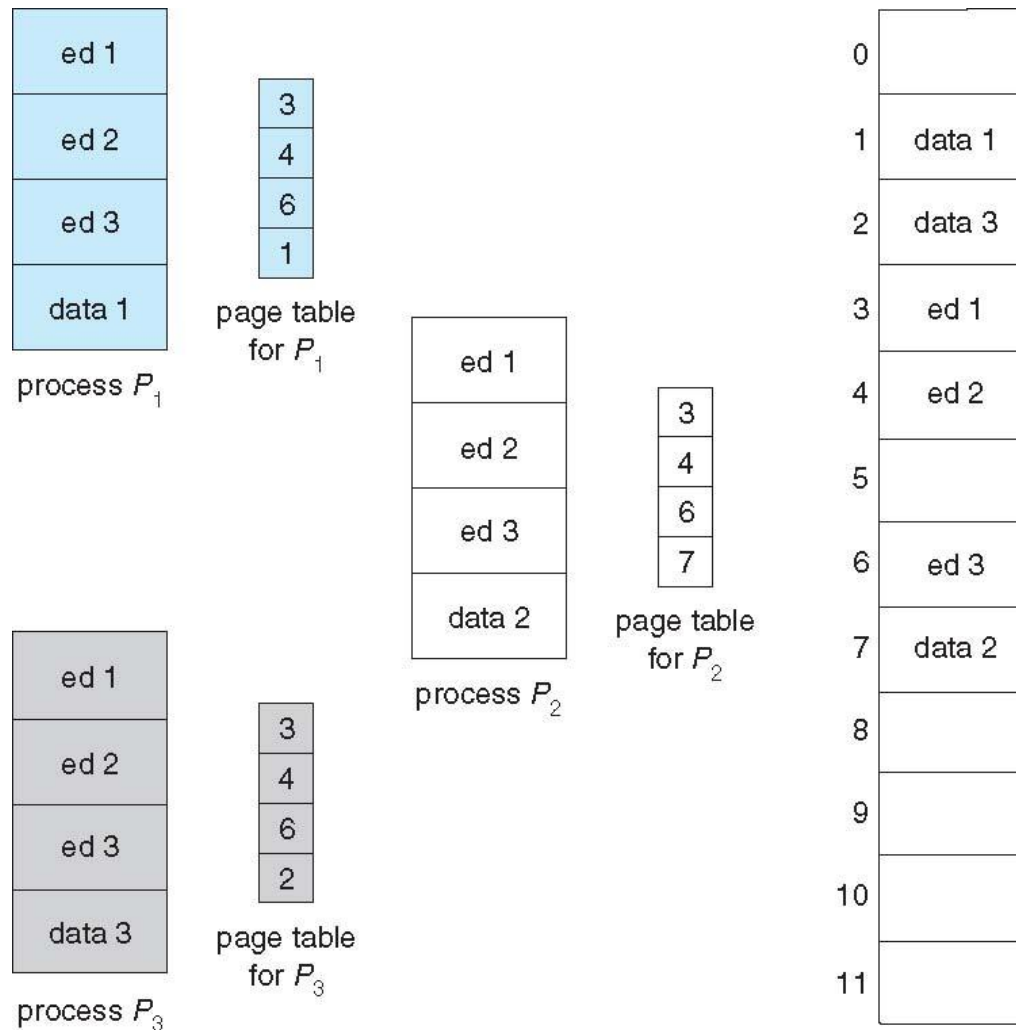 ed 1
ed 2
ed 3
data 1
process P1
3
4
6
1
page table
for P1
ed 1
ed 2
ed 3
data 2
process P2
3
4
6
7
page table
for P2
ed 1
ed 2
ed 3
data 3
process P3
3
4
6
2
page table
for P3
0
1 data 1
2 data 3
3 ed 1
4 ed 2
5
6 ed 3
7 data 2
8
9
10
11